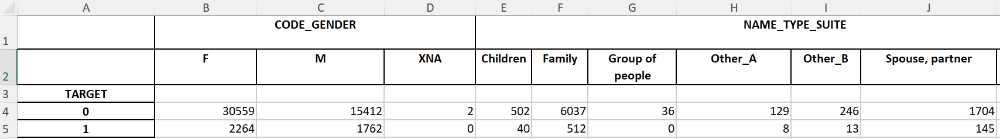 A B C D E F G H I J
1 CODE_GENDER NAME_TYPE_SUITE
2 F M XNA Children Family Group of people Other_A Other_B Spouse, partner
3 TARGET
4 0 30559 15412 2 502 6037 36 129 246 1704
5 1 2264 1762 0 40 512 0 8 13 145